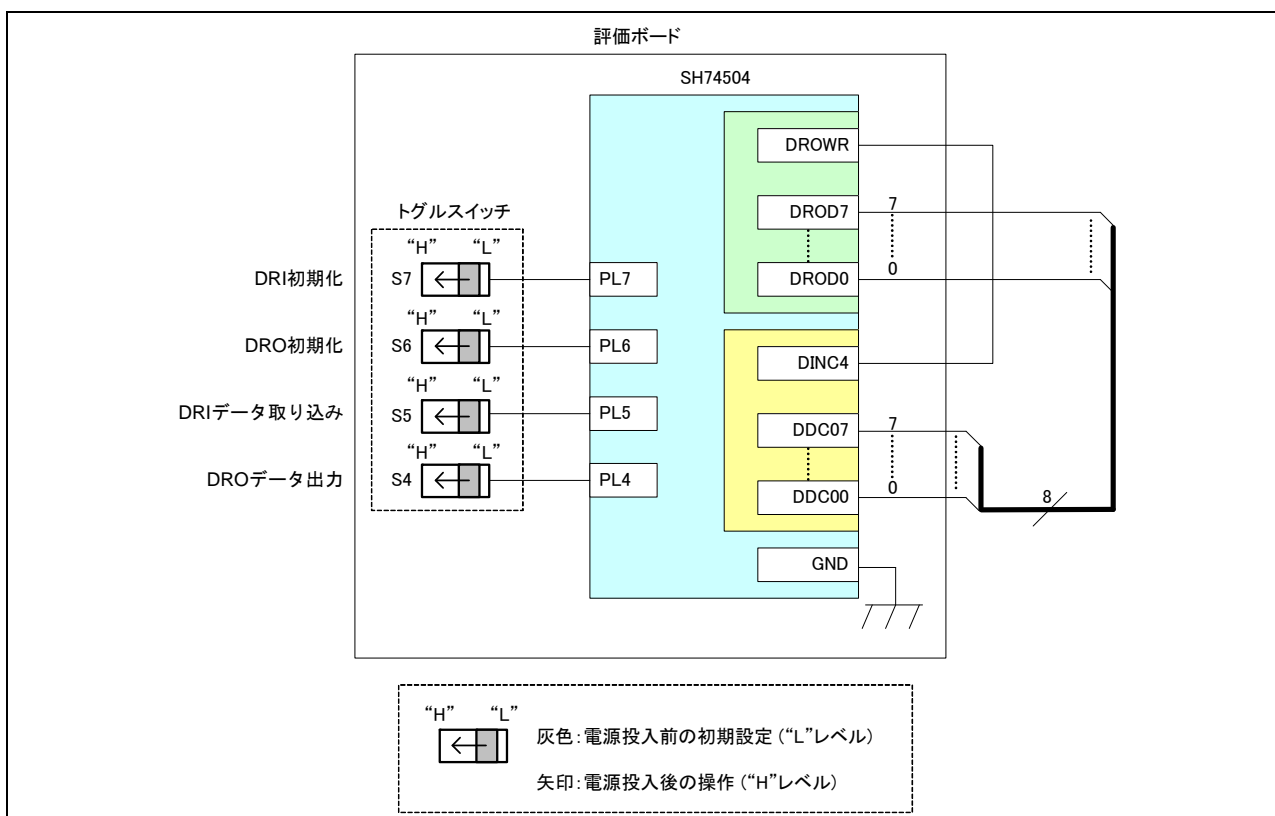 評価ボード
SH74504
DROWR
トグルスイッチ
DROD7 7
“H” “L”
DRI初期化 S7 PL7 DROD0 0
“H” “L”
DRO初期化 S6 PL6 DINC4
“H” “L”
DRIデータ取り込み S5 PL5 DDC07 7
“H” “L”
DROデータ出力 S4 PL4 DDC00 0 8
GND
“H” “L”
灰色:電源投入前の初期設定(“L”レベル)
矢印:電源投入後の操作(“H”レベル)